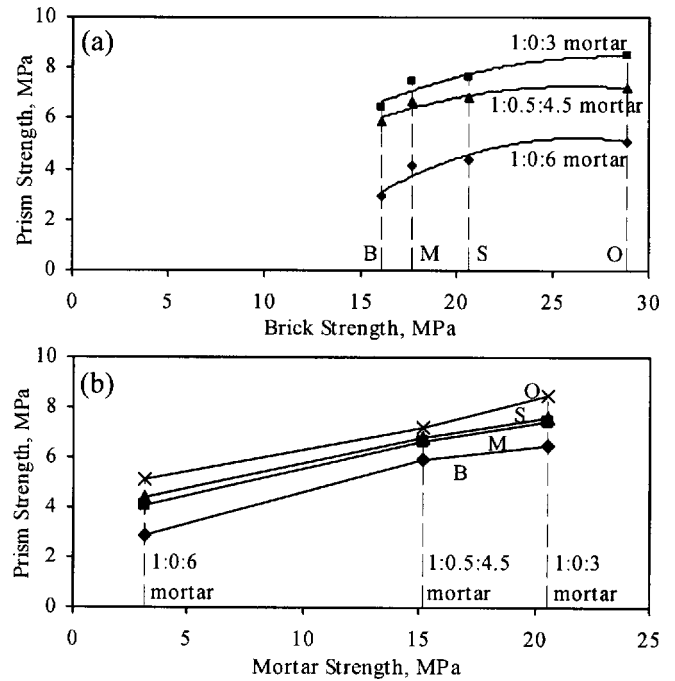 (a)
10
8
6
4
2
0
Prism Strength, MPa
1:0:3 mortar
1:0.5:4.5 mortar
1:0:6 mortar
B
M
S
O
0
5
10
15
20
25
30
Brick Strength, MPa
(b)
10
8
6
4
2
0
Prism Strength, MPa
O
S
M
B
1:0:6
mortar
1:0.5:4.5
mortar
1:0:3
mortar
0
5
10
15
20
25
Mortar Strength, MPa